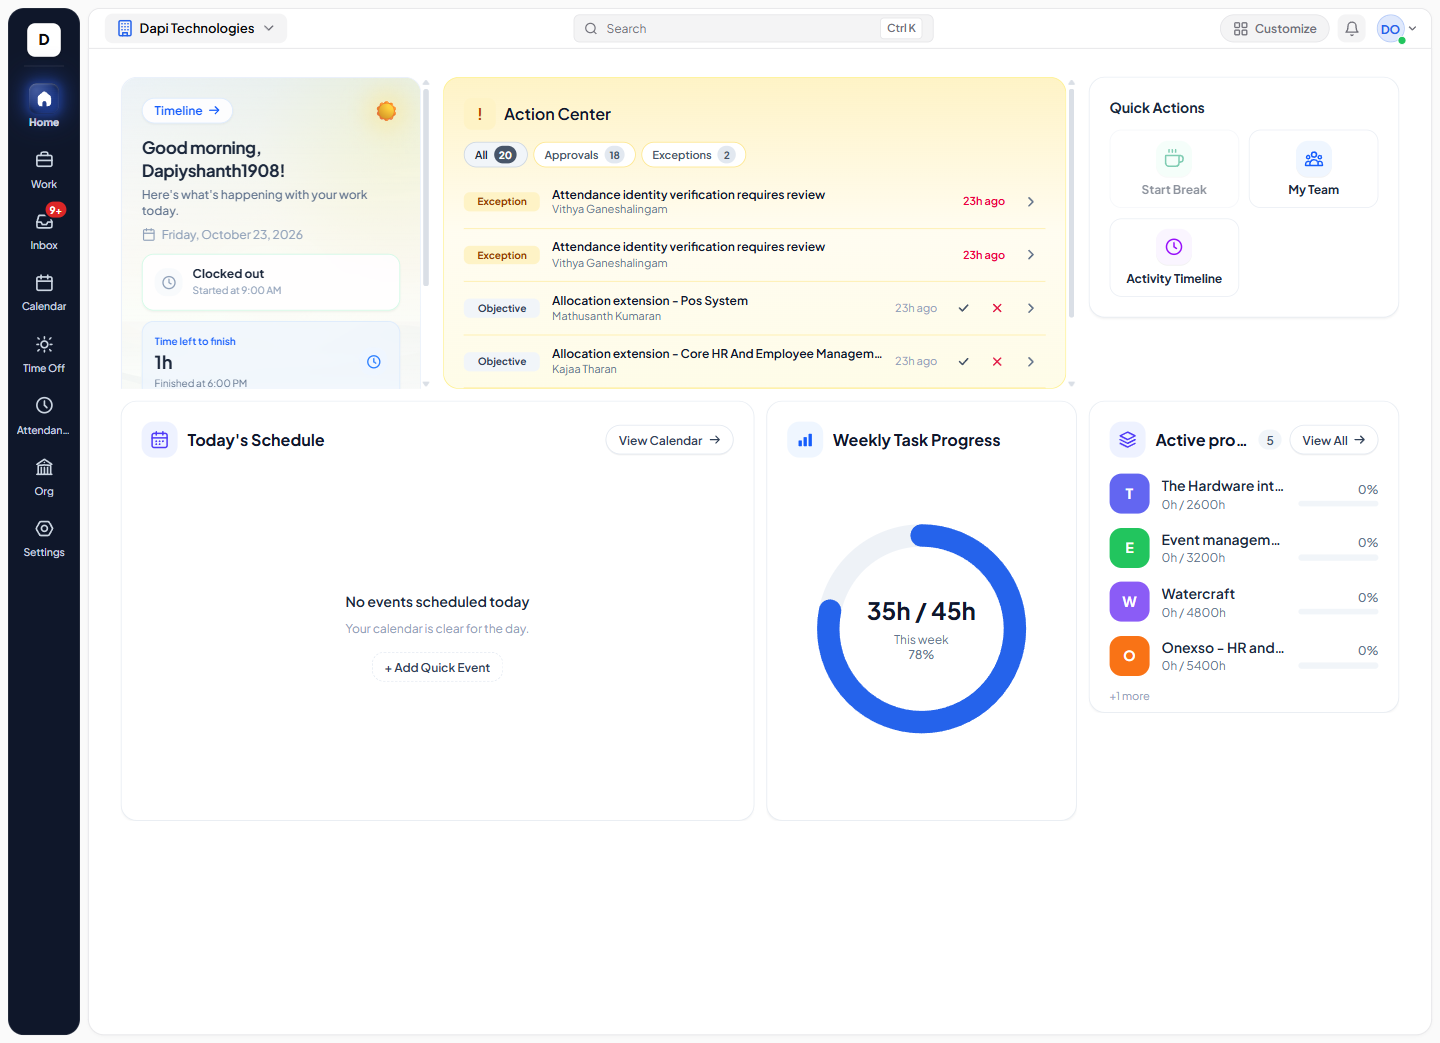 D
Home
Work
9+
Inbox
Calendar
Time Off
Attendan...
Org
Settings
Dapi Technologies
Search
Ctrl K
Customize
DO
Timeline →
Good morning,
Dapiyshanth1908!
Here's what's happening with your work
today.
Friday, October 23, 2026
Clocked out
Started at 9:00 AM
Time left to finish
1h
Finished at 6:00 PM
! Action Center
All 20
Approvals 18
Exceptions 2
Exception
Attendance identity verification requires review
Vithya Ganeshalingam
23h ago
Exception
Attendance identity verification requires review
Vithya Ganeshalingam
23h ago
Objective
Allocation extension - Pos System
Mathusanth Kumaran
23h ago
Objective
Allocation extension - Core HR And Employee Managem...
Kajaa Tharan
23h ago
Quick Actions
Start Break
My Team
Activity Timeline
Today's Schedule
View Calendar →
No events scheduled today
Your calendar is clear for the day.
+ Add Quick Event
Weekly Task Progress
35h / 45h
This week
78%
Active pro...
5
View All →
T
The Hardware int...
0h / 2600h
0%
E
Event managem...
0h / 3200h
0%
W
Watercraft
0h / 4800h
0%
O
Onexso - HR and...
0h / 5400h
0%
+1 more